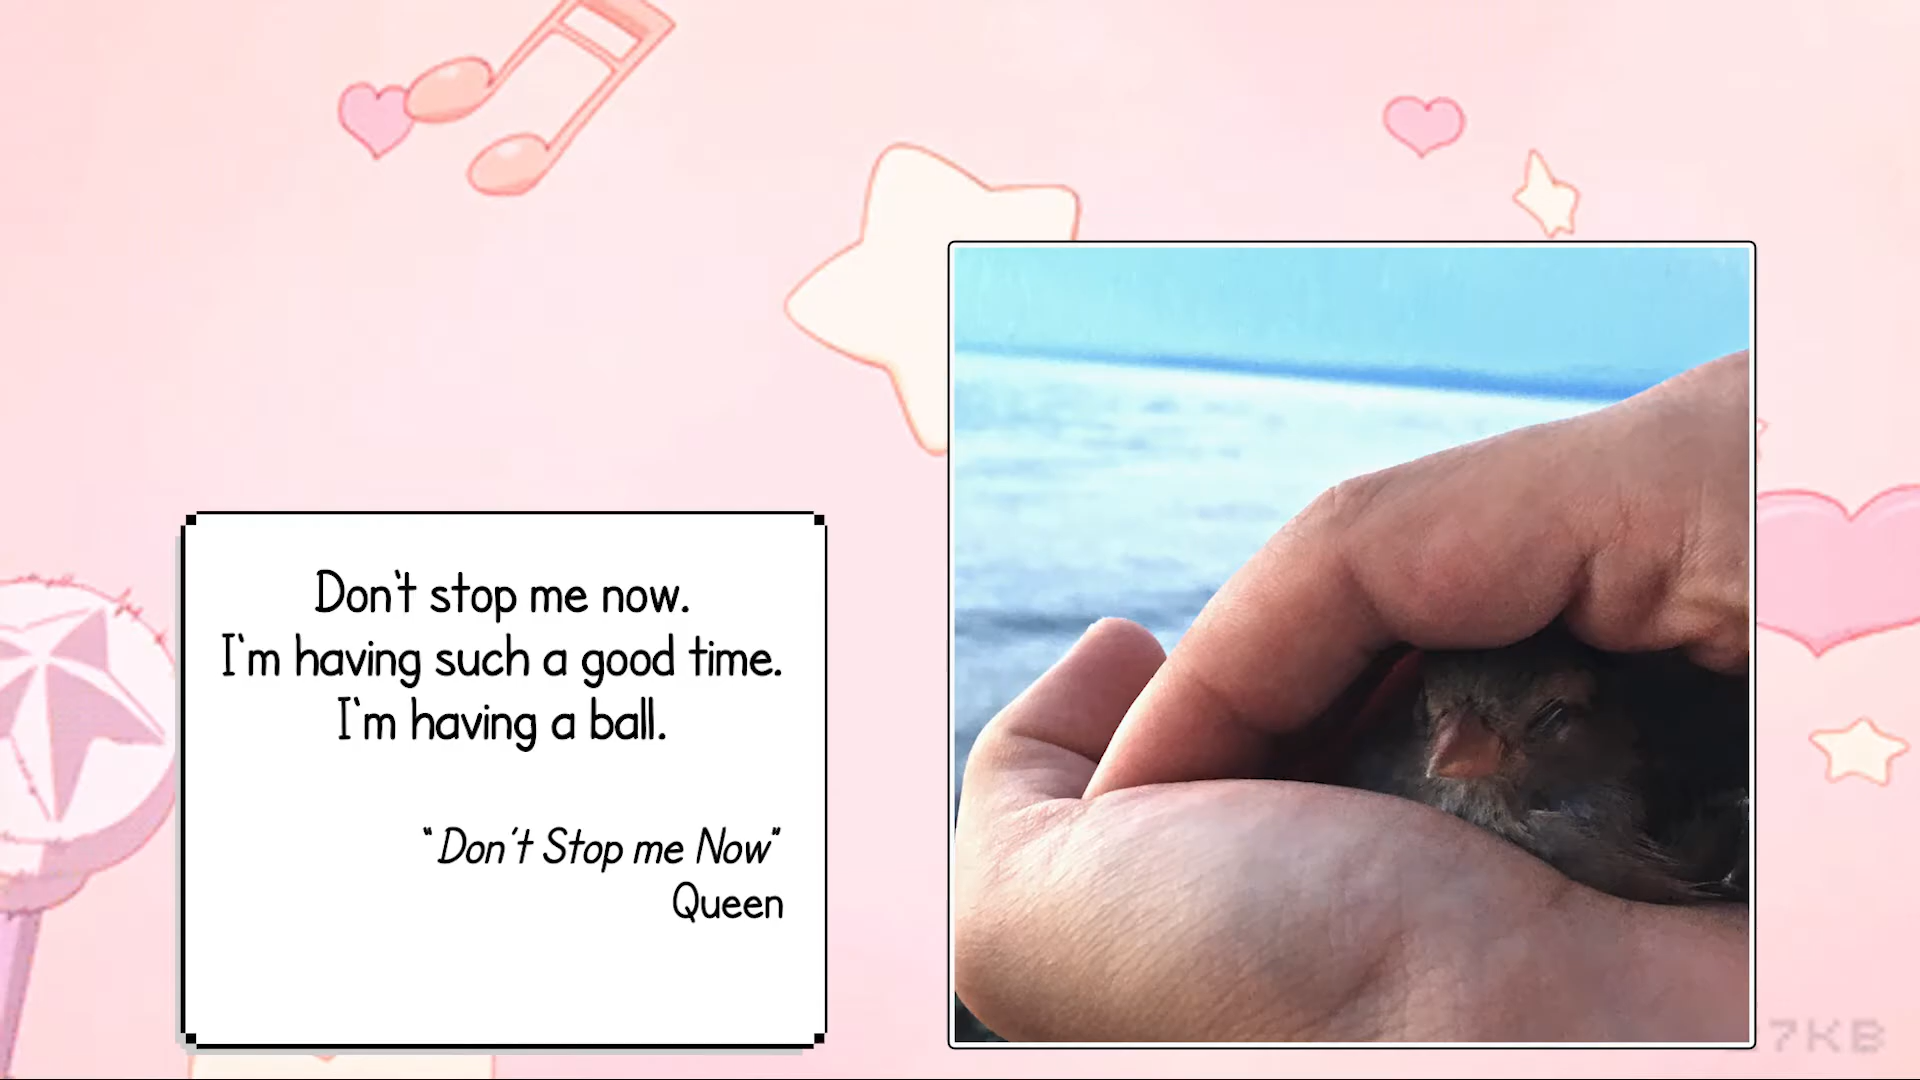 Don't stop me now.
I'm having such a good time.
I'm having a ball.
"Don't Stop me Now"
Queen
7KB